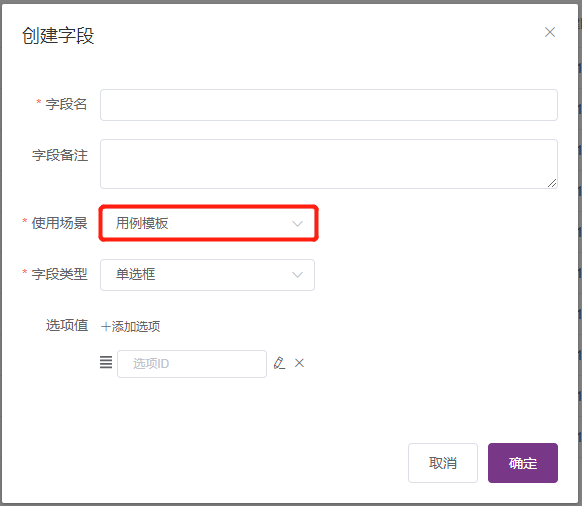 创建字段
* 字段名
字段备注
* 使用场景 用例模板
* 字段类型 单选框
选项值 +添加选项
选项ID
取消 确定